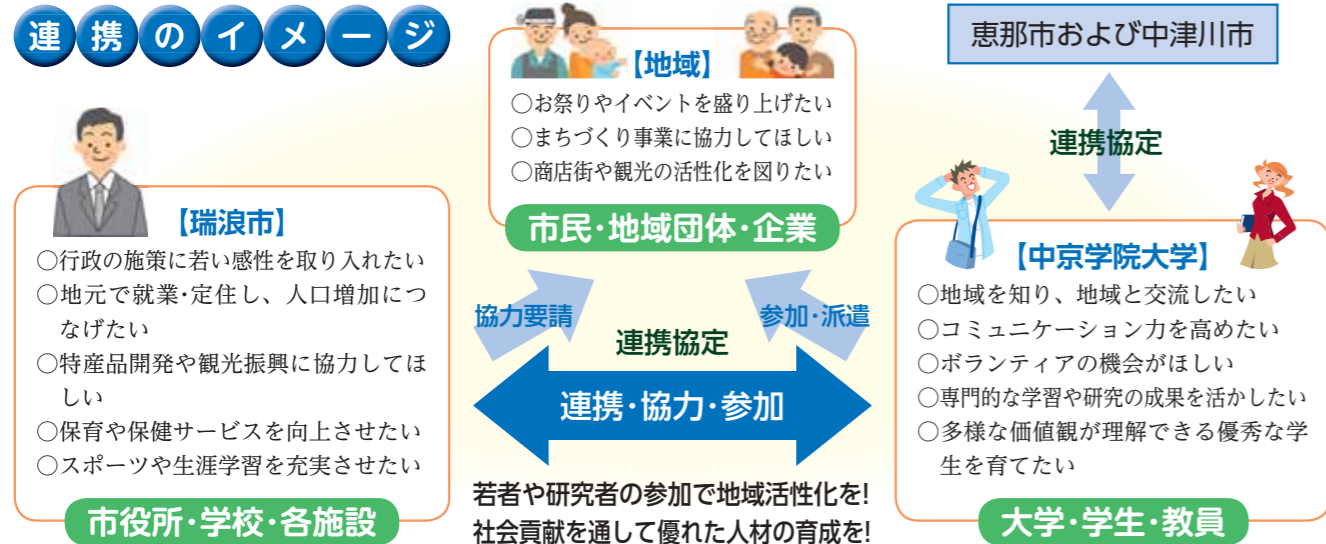 連携のイメージ
【瑞浪市】
○行政の施策に若い感性を取り入れたい
○地元で就業・定住し、人口増加につ
なげたい
○特産品開発や観光振興に協力してほ
しい
○保育や保健サービスを向上させたい
○スポーツや生涯学習を充実させたい
市役所・学校・各施設
【地域】
○お祭りやイベントを盛り上げたい
○まちづくり事業に協力してほしい
○商店街や観光の活性化を図りたい
市民・地域団体・企業
協力要請
参加・派遣
連携協定
連携・協力・参加
若者や研究者の参加で地域活性化を!
社会貢献を通して優れた人材の育成を!
恵那市および中津川市
連携協定
【中京学院大学】
○地域を知り、地域と交流したい
○コミュニケーション力を高めたい
○ボランティアの機会がほしい
○専門的な学習や研究の成果を活かしたい
○多様な価値観が理解できる優秀な学
生を育てたい
大学・学生・教員